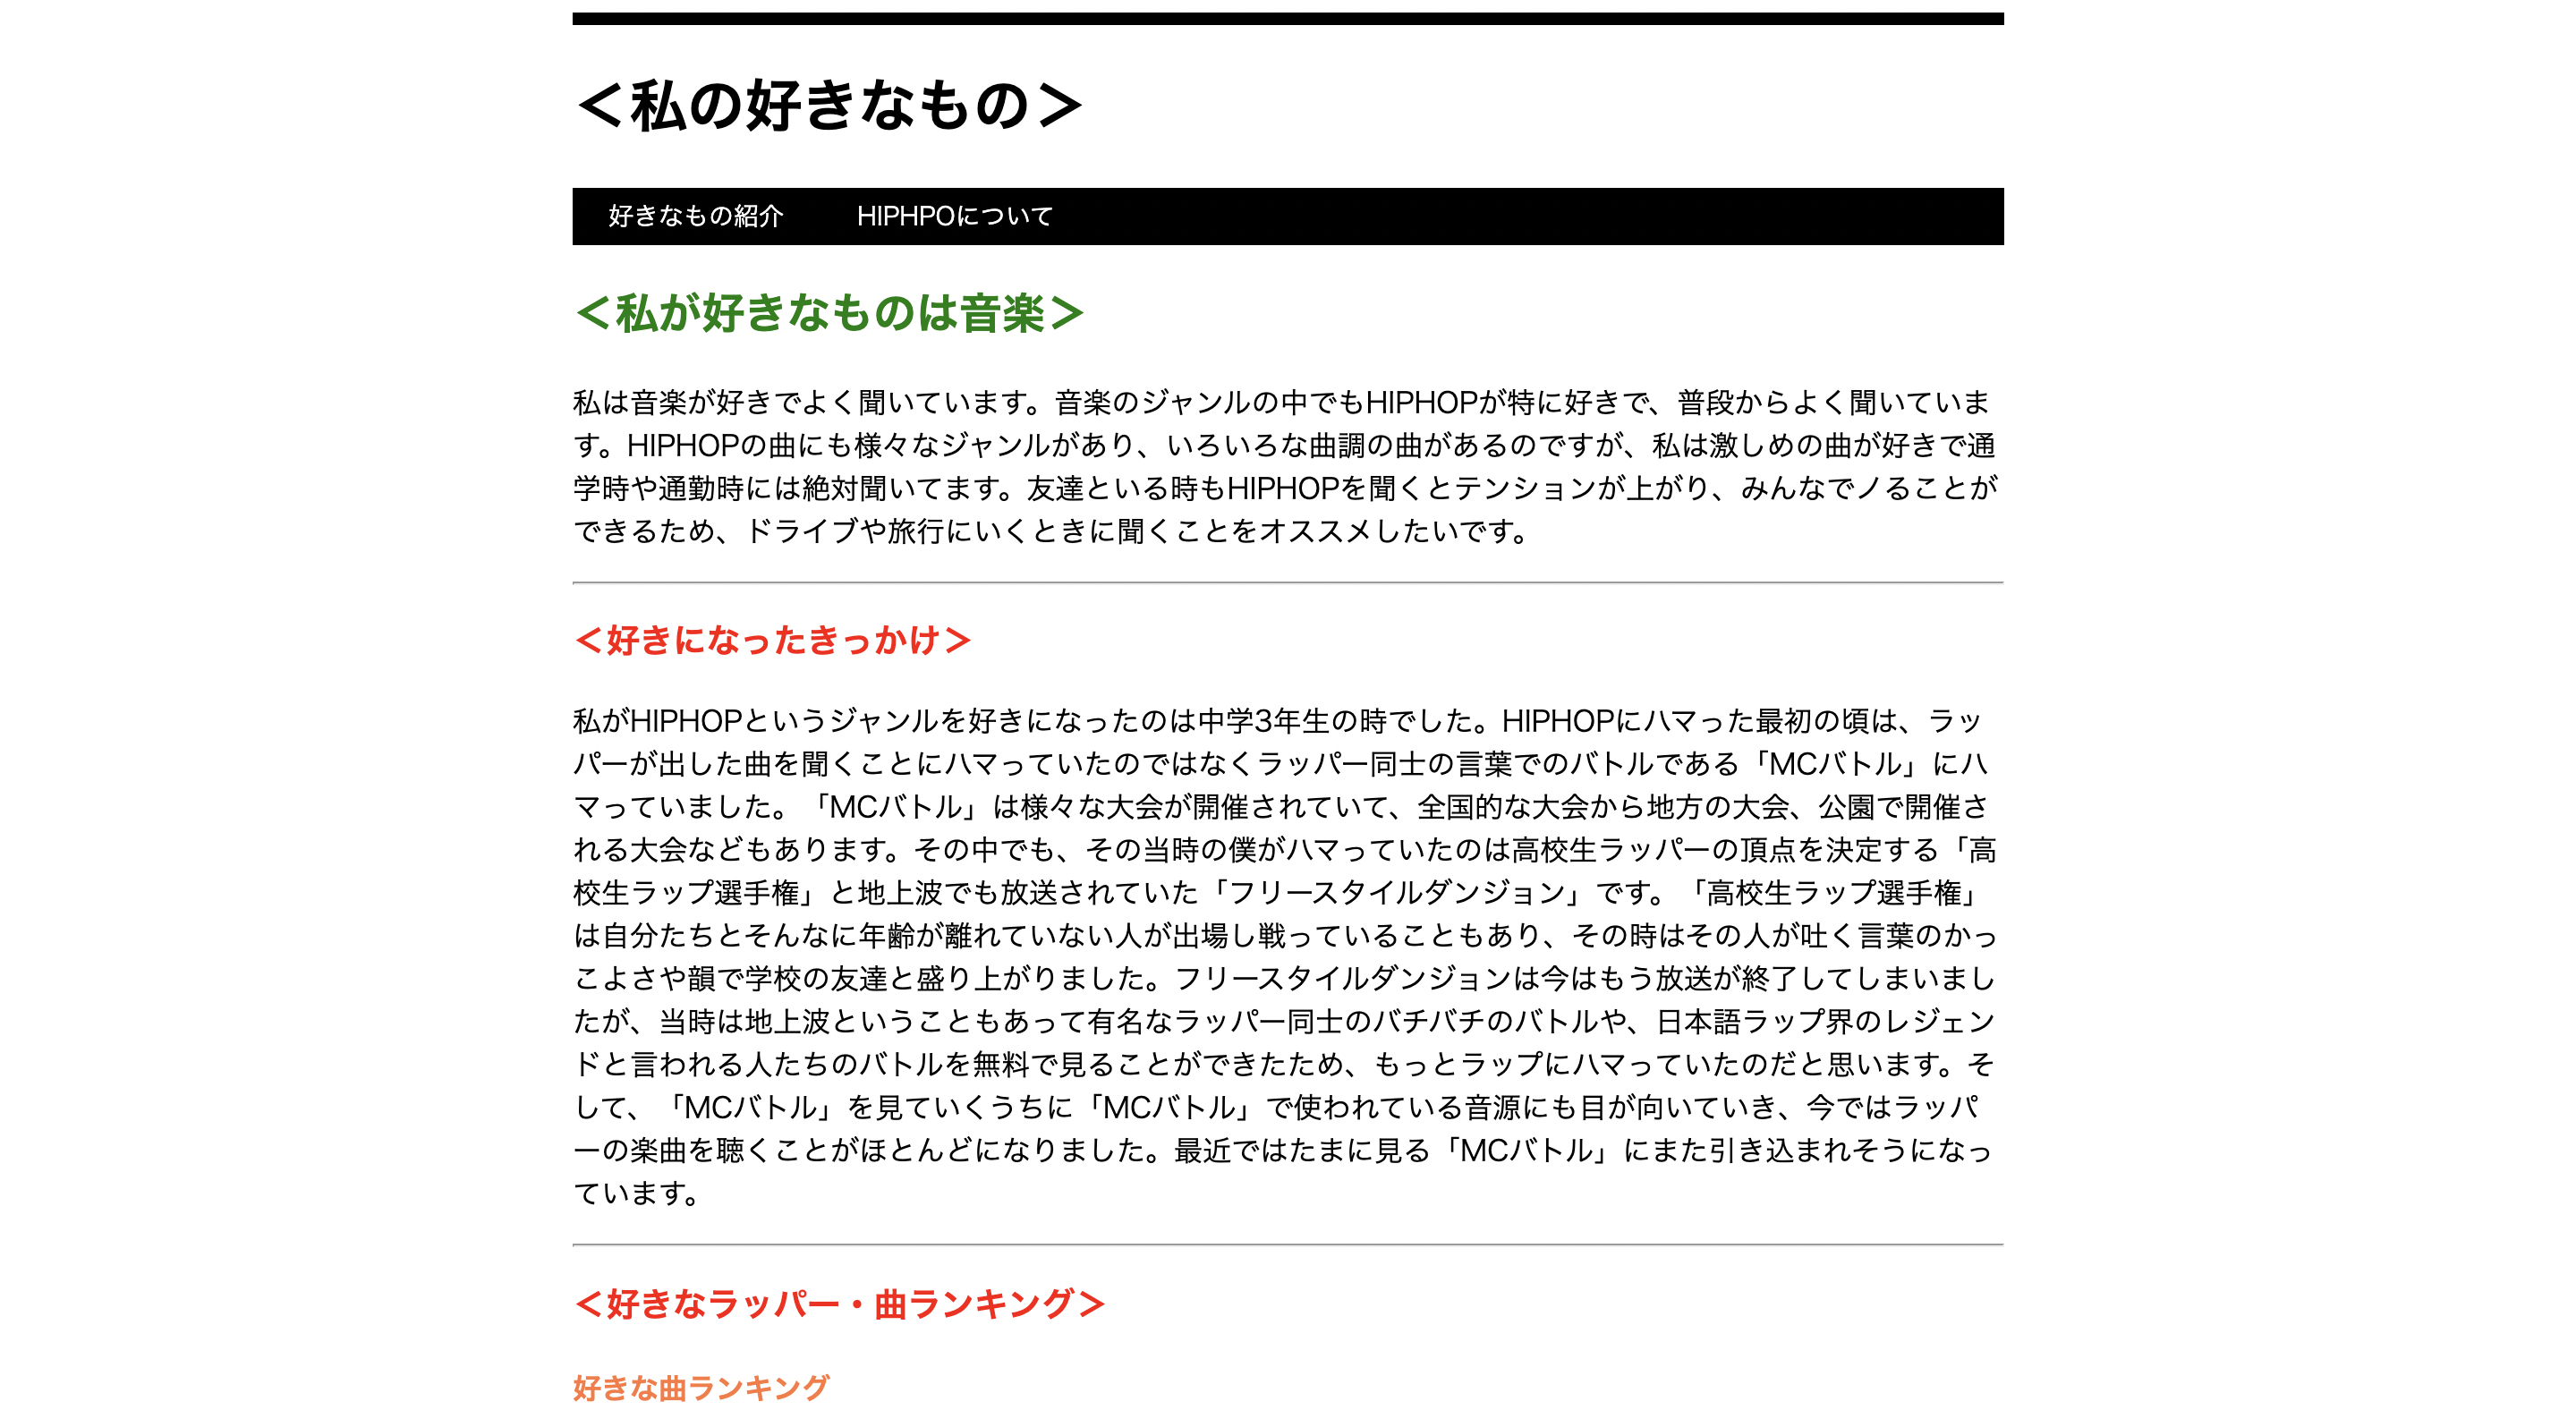 ＜私の好きなもの＞
好きなもの紹介 HIPHPOについて
＜私が好きなものは音楽＞
私は音楽が好きでよく聞いています。音楽のジャンルの中でもHIPHOPが特に好きで、普段からよく聞いていま
す。HIPHOPの曲にも様々なジャンルがあり、いろいろな曲調の曲があるのですが、私は激しめの曲が好きで通
学時や通勤時には絶対聞いてます。友達といる時もHIPHOPを聞くとテンションが上がり、みんなでノることが
できるため、ドライブや旅行にいくときに聞くことをオススメしたいです。
＜好きになったきっかけ＞
私がHIPHOPというジャンルを好きになったのは中学3年生の時でした。HIPHOPにハマった最初の頃は、ラッ
パーが出した曲を聞くことにハマっていたのではなくラッパー同士の言葉でのバトルである「MCバトル」にハ
マっていました。「MCバトル」は様々な大会が開催されていて、全国的な大会から地方の大会、公園で開催さ
れる大会などもあります。その中でも、その当時の僕がハマっていたのは高校生ラッパーの頂点を決定する「高
校生ラップ選手権」と地上波でも放送されていた「フリースタイルダンジョン」です。「高校生ラップ選手権」
は自分たちとそんなに年齢が離れていない人が出場し戦っていることもあり、その時はその人が吐く言葉のかっ
こよさや韻で学校の友達と盛り上がりました。フリースタイルダンジョンは今はもう放送が終了してしまいまし
たが、当時は地上波ということもあって有名なラッパー同士のバチバチのバトルや、日本語ラップ界のレジェン
ドと言われる人たちのバトルを無料で見ることができたため、もっとラップにハマっていたのだと思います。そ
して、「MCバトル」を見ていくうちに「MCバトル」で使われている音源にも目が向いていき、今ではラッパ
ーの楽曲を聴くことがほとんどになりました。最近ではたまに見る「MCバトル」にまた引き込まれそうになっ
ています。
＜好きなラッパー・曲ランキング＞
好きな曲ランキング